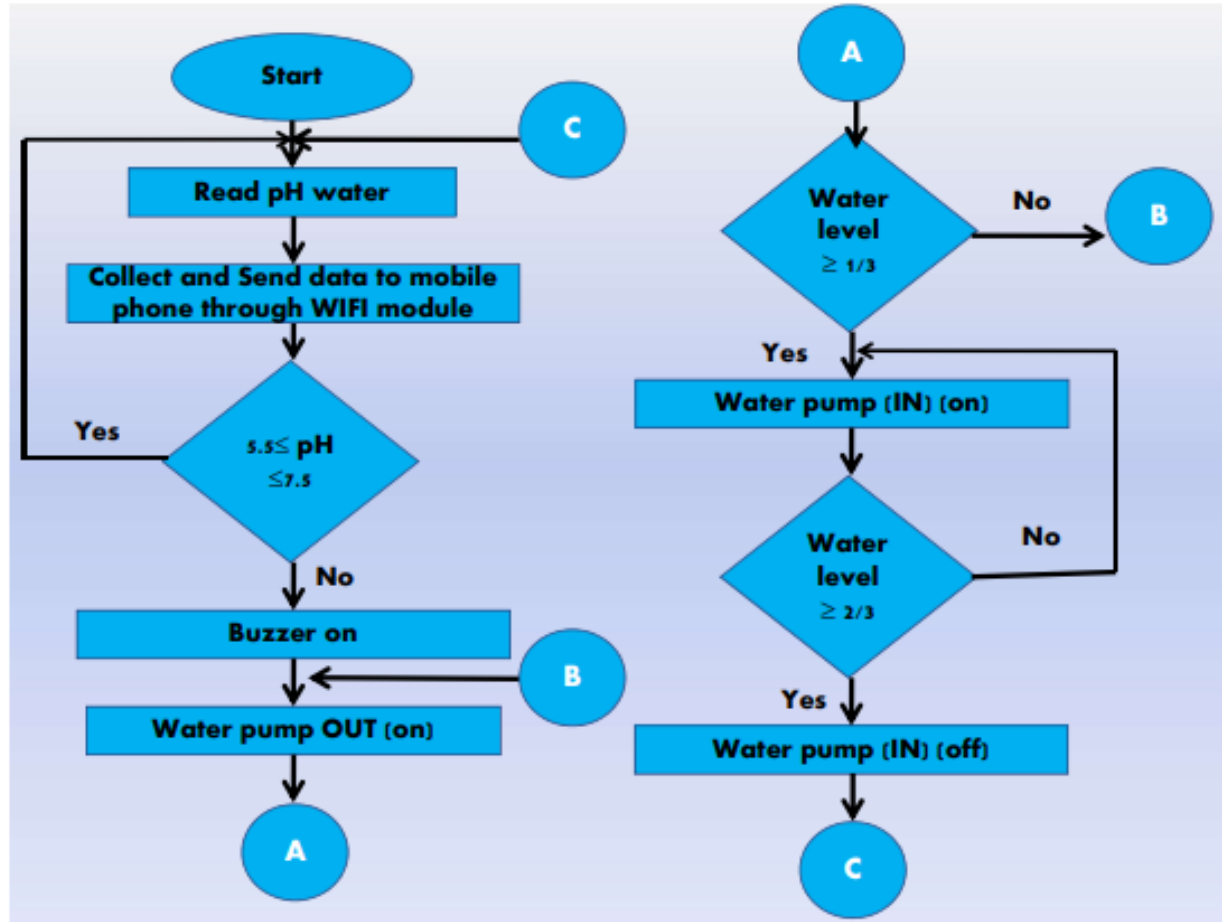 Start
C
Read pH water
Collect and Send data to mobile
phone through WIFI module
Yes
5.5≤ pH
≤7.5
No
Buzzer on
B
Water pump OUT (on)
A
A
Water
level
≥ 1/3
No
B
Yes
Water pump (IN) (on)
Water
level
≥ 2/3
No
Yes
Water pump (IN) (off)
C